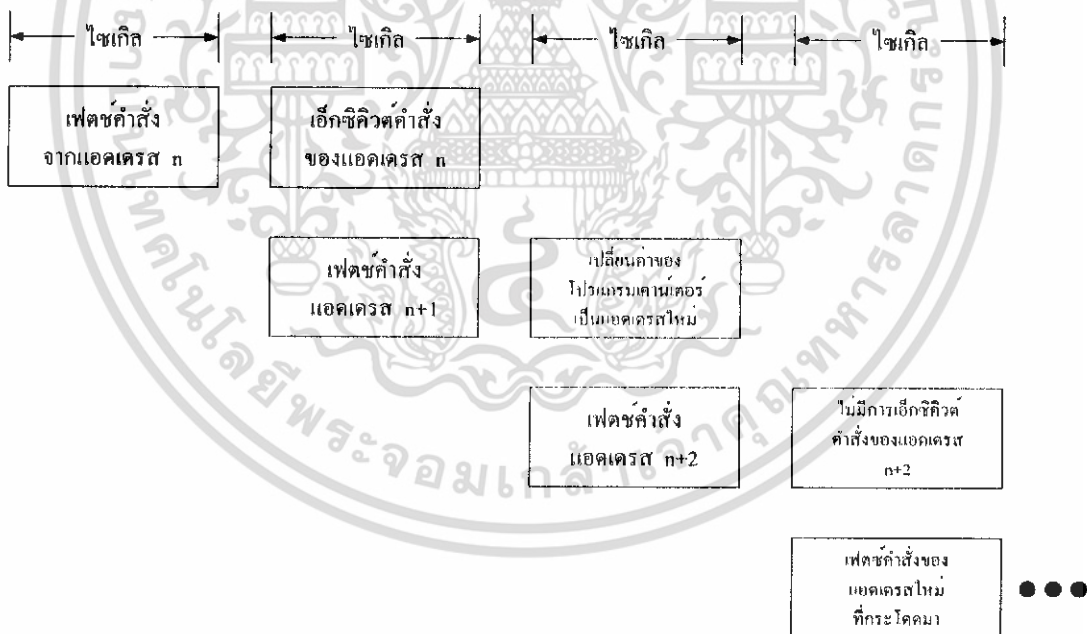 ไซเกิล ไซเกิล ไซเกิล ไซเกิล
เฟตช์คำสั่ง
จากแอดเดรส n
เอ็กซิคิวต์คำสั่ง
ของแอดเดรส n
เฟตช์คำสั่ง
แอดเดรส n+1
เปลี่ยนค่าของ
โปรแกรมเคาน์เตอร์
เป็นแอดเดรสใหม่
เฟตช์คำสั่ง
แอดเดรส n+2
ไม่มีการเอ็กซิคิวต์
คำสั่งของแอดเดรส
n+2
เฟตช์คำสั่งของ
แอดเดรสใหม่
ที่กระโดดมา